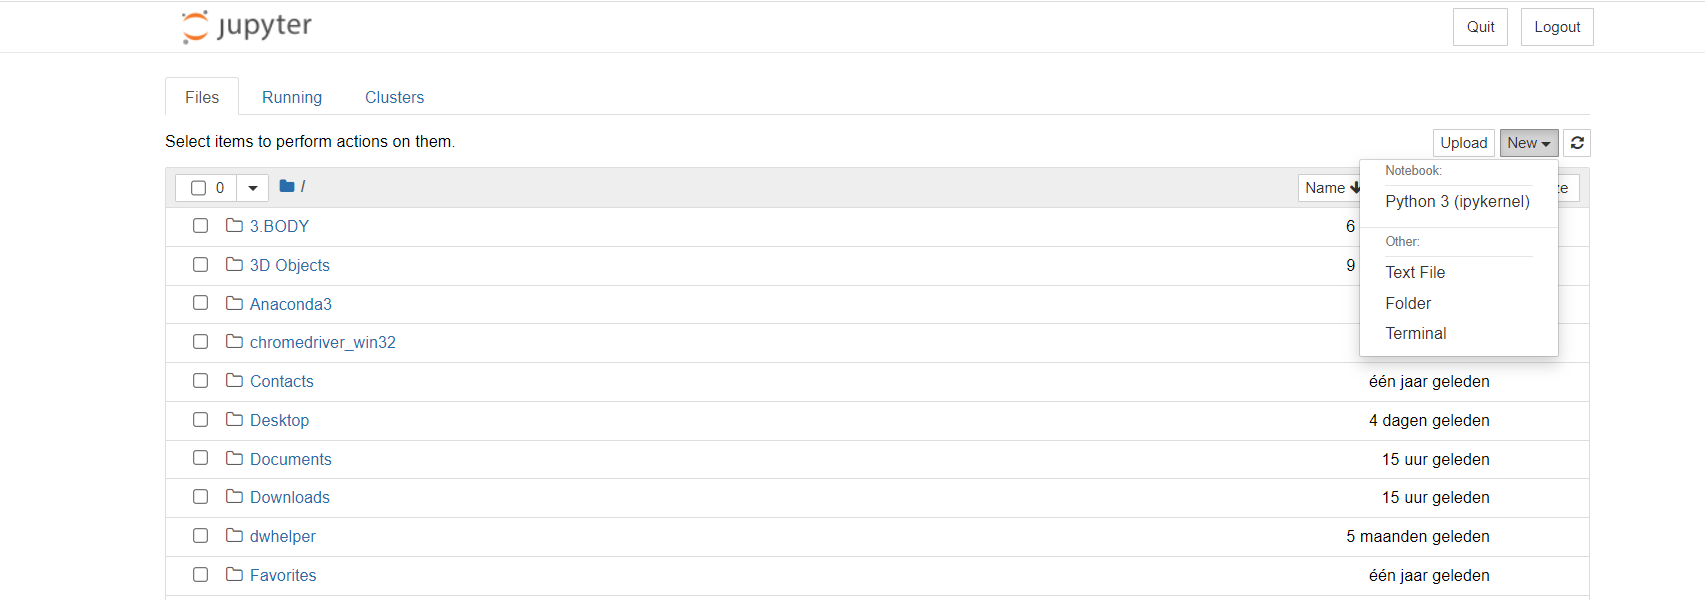 jupyter
Quit Logout
Files Running Clusters
Select items to perform actions on them.
Upload New
0 / Name
Notebook:
Python 3 (ipykernel)
Other:
Text File
Folder
Terminal
3.BODY 6
3D Objects 9
Anaconda3
chromedriver_win32
Contacts één jaar geleden
Desktop 4 dagen geleden
Documents 15 uur geleden
Downloads 15 uur geleden
dwhelper 5 maanden geleden
Favorites één jaar geleden